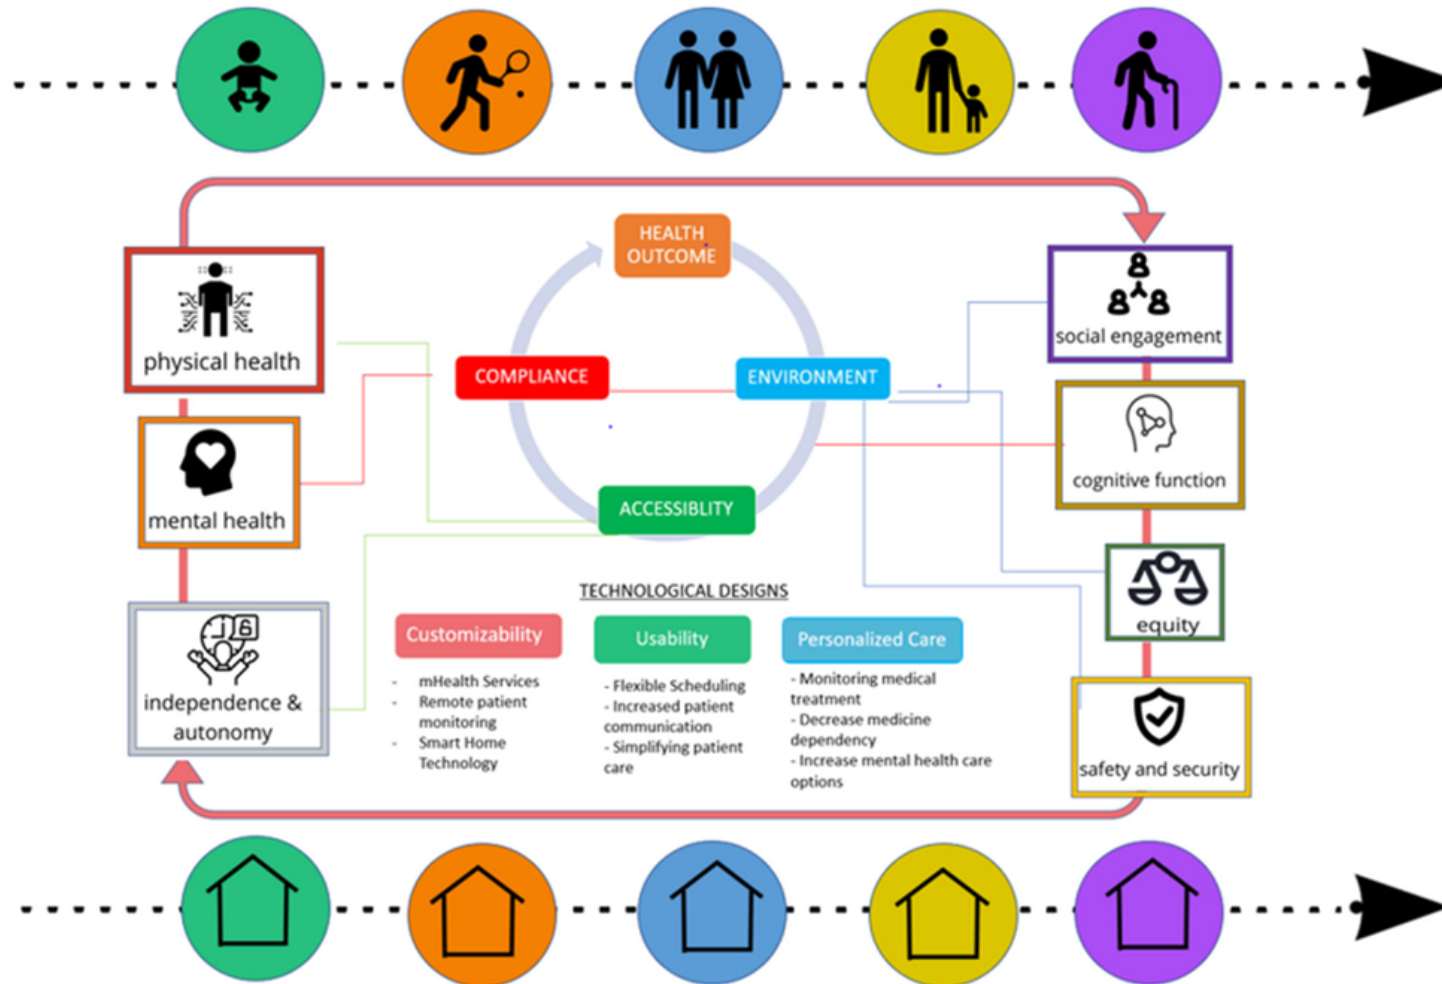 HEALTH
OUTCOME
physical health
social engagement
COMPLIANCE
ENVIRONMENT
mental health
cognitive function
ACCESSIBLITY
independence &
autonomy
equity
safety and security
TECHNOLOGICAL DESIGNS
Customizability
- mHealth Services
- Remote patient
monitoring
- Smart Home
Technology
Usability
- Flexible Scheduling
- Increased patient
communication
- Simplifying patient
care
Personalized Care
- Monitoring medical
treatment
- Decrease medicine
dependency
- Increase mental health care
options